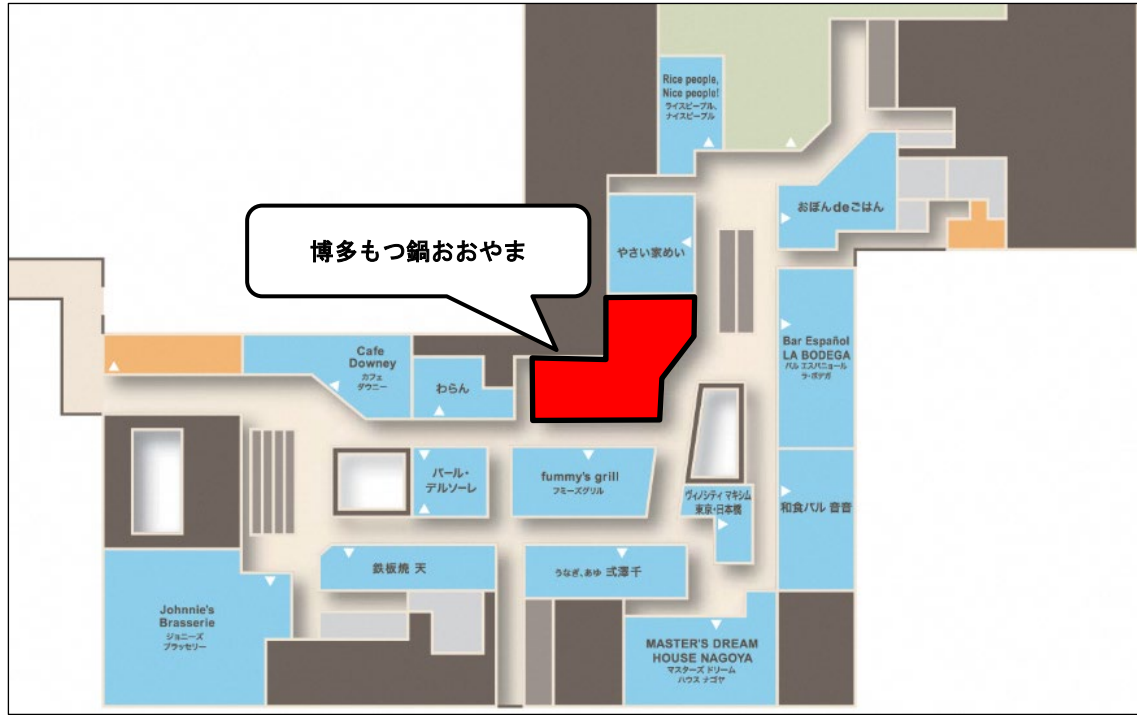 Rice people,
Nice people!
ライスピープル、
ナイスピープル
おぼんdeごはん
やさい家めい
博多もつ鍋おおやま
Bar Español
LA BODEGA
バル エスパニョール
ラ・ボデガ
Cafe
Downey
カフェ
ダウニー
わらん
バール・
デルソーレ
fummy's grill
フミーズグリル
ヴィノシティ マキシム
東京・日本橋
和食バル 音音
鉄板焼 天
うなぎ、あゆ 弍澤千
Johnnie's
Brasserie
ジョニーズ
ブラッセリー
MASTER'S DREAM
HOUSE NAGOYA
マスターズ ドリーム
ハウス ナゴヤ